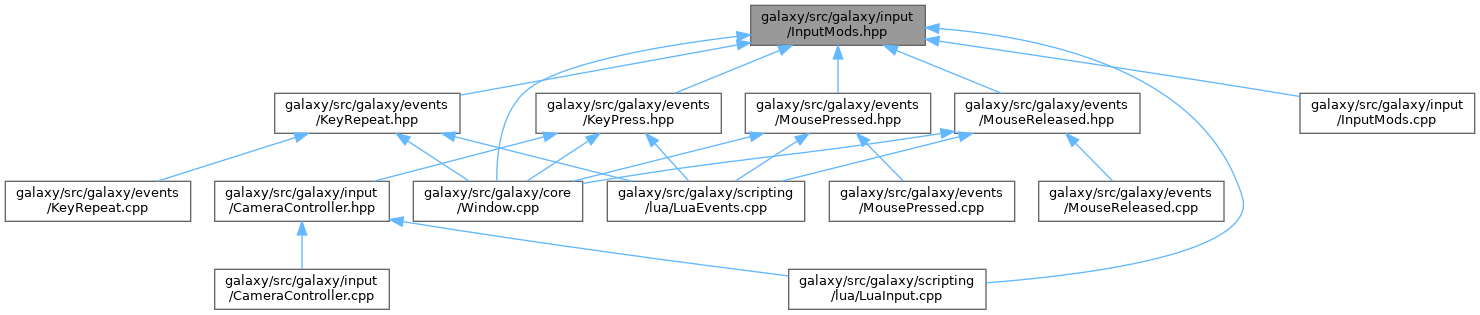 galaxy/src/galaxy/input
/InputMods.hpp
galaxy/src/galaxy/events
/KeyRepeat.hpp
galaxy/src/galaxy/events
/KeyPress.hpp
galaxy/src/galaxy/events
/MousePressed.hpp
galaxy/src/galaxy/events
/MouseReleased.hpp
galaxy/src/galaxy/input
/InputMods.cpp
galaxy/src/galaxy/events
/KeyRepeat.cpp
galaxy/src/galaxy/input
/CameraController.hpp
galaxy/src/galaxy/core
/Window.cpp
galaxy/src/galaxy/scripting
/lua/LuaEvents.cpp
galaxy/src/galaxy/events
/MousePressed.cpp
galaxy/src/galaxy/events
/MouseReleased.cpp
galaxy/src/galaxy/input
/CameraController.cpp
galaxy/src/galaxy/scripting
/lua/LuaInput.cpp